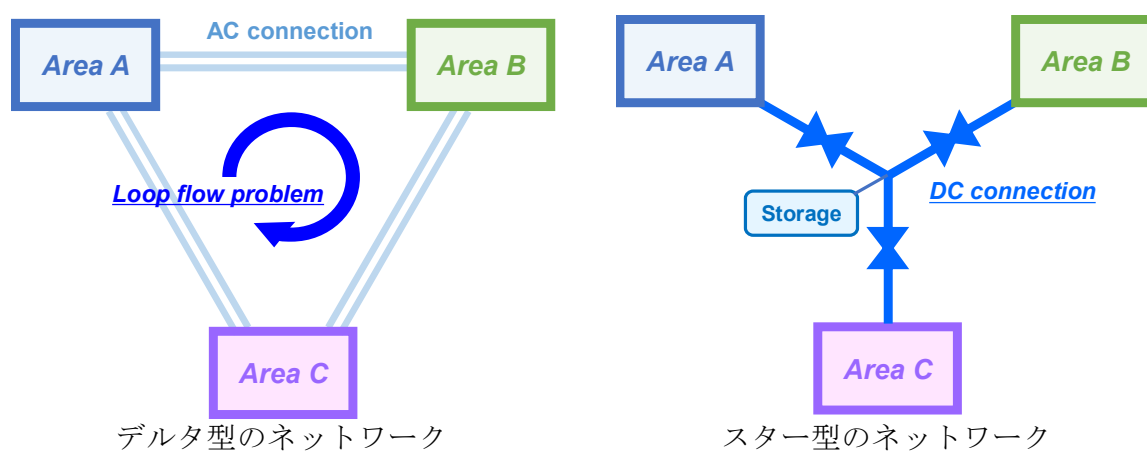 AC connection
Area A
Area B
Loop flow problem
Area C
デルタ型のネットワーク
Area A
Area B
Storage
DC connection
Area C
スター型のネットワーク